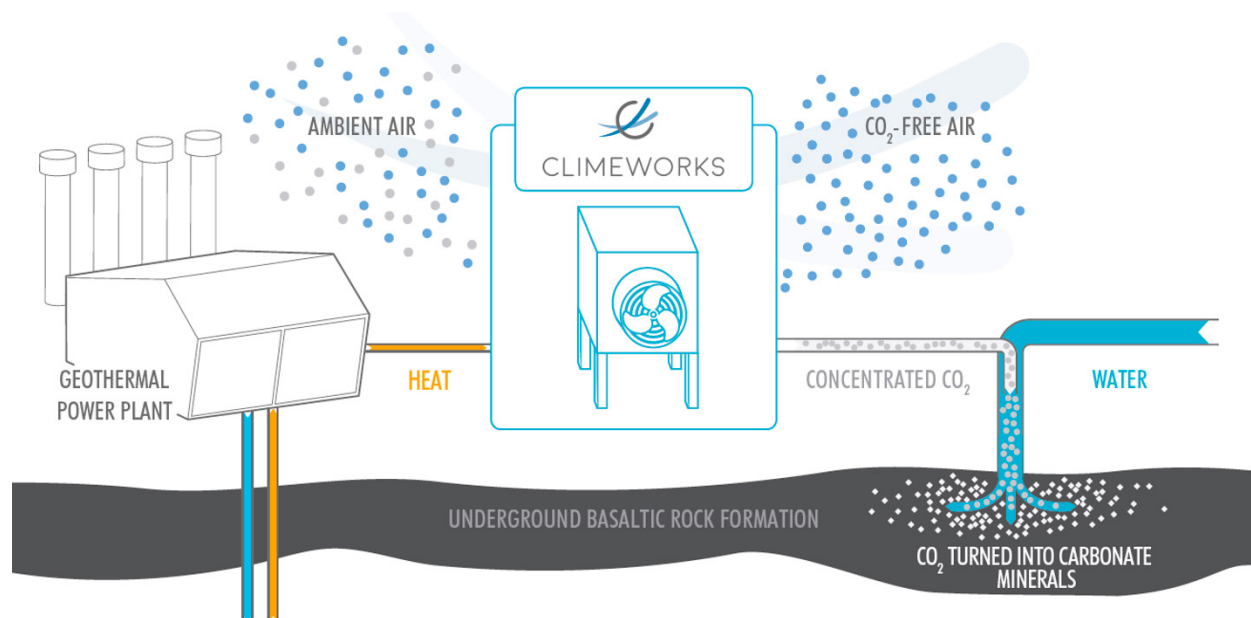 AMBIENT AIR
CLIMEWORKS
CO₂-FREE AIR
GEOTHERMAL
POWER PLANT
HEAT
CONCENTRATED CO₂
WATER
UNDERGROUND BASALTIC ROCK FORMATION
CO₂ TURNED INTO CARBONATE
MINERALS